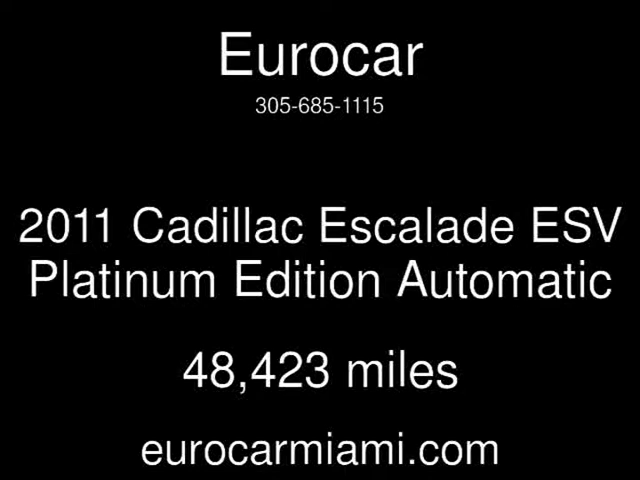 Eurocar
305-685-1115
2011 Cadillac Escalade ESV
Platinum Edition Automatic
48,423 miles
eurocarmiami.com